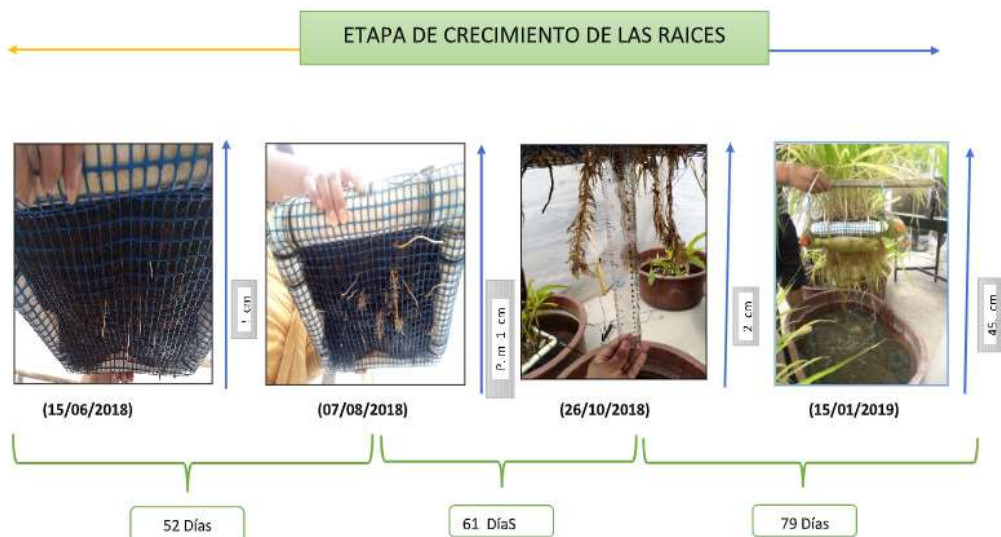 ETAPA DE CRECIMIENTO DE LAS RAICES
cm
P. m 1 cm
2 cm
45 cm
(15/06/2018)
(07/08/2018)
(26/10/2018)
(15/01/2019)
52 Días
61 DíaS
79 Días